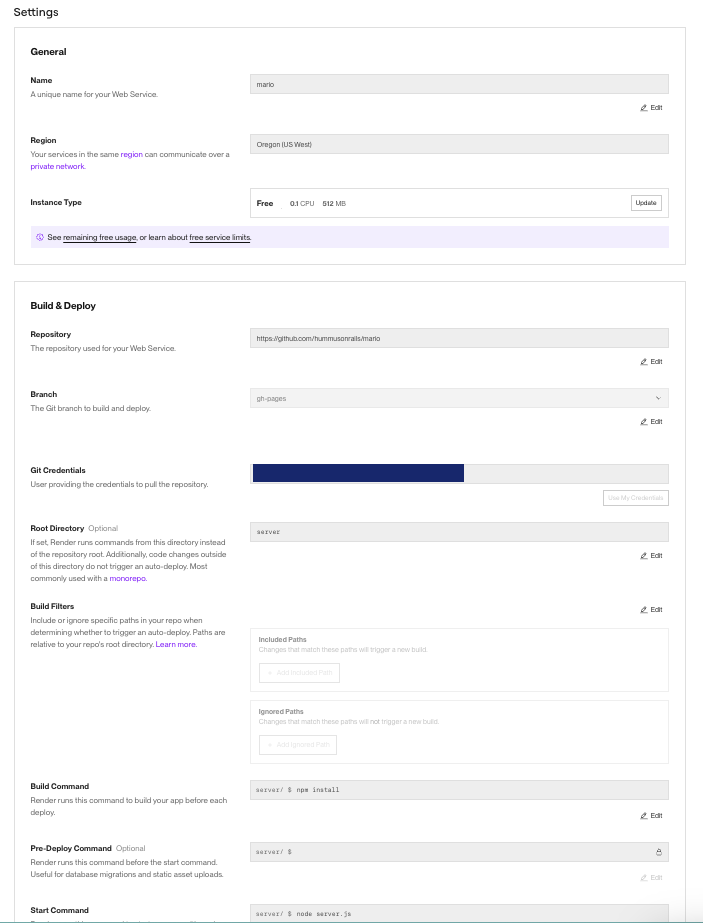 Settings
General
Name
A unique name for your Web Service.
mario
Edit
Region
Your services in the same region can communicate over a
private network.
Oregon (US West)
Instance Type
Free 0.1 CPU 512 MB
Update
See remaining free usage, or learn about free service limits.
Build & Deploy
Repository
The repository used for your Web Service.
https://github.com/hummusonrails/mario
Edit
Branch
The Git branch to build and deploy.
gh-pages
Edit
Git Credentials
User providing the credentials to pull the repository.
Use My Credentials
Root Directory Optional
If set, Render runs commands from this directory instead
of the repository root. Additionally, code changes outside
of this directory do not trigger an auto-deploy. Most
commonly used with a monorepo.
server
Edit
Build Filters
Include or ignore specific paths in your repo when
determining whether to trigger an auto-deploy. Paths are
relative to your repo's root directory. Learn more.
Edit
Included Paths
Changes that match these paths will trigger a new build.
+ Add Included Path
Ignored Paths
Changes that match these paths will not trigger a new build.
+ Add Ignored Path
Build Command
Render runs this command to build your app before each
deploy.
server/ $ npm install
Edit
Pre-Deploy Command Optional
Render runs this command before the start command.
Useful for database migrations and static asset uploads.
server/ $
Edit
Start Command
server/ $ node server.js